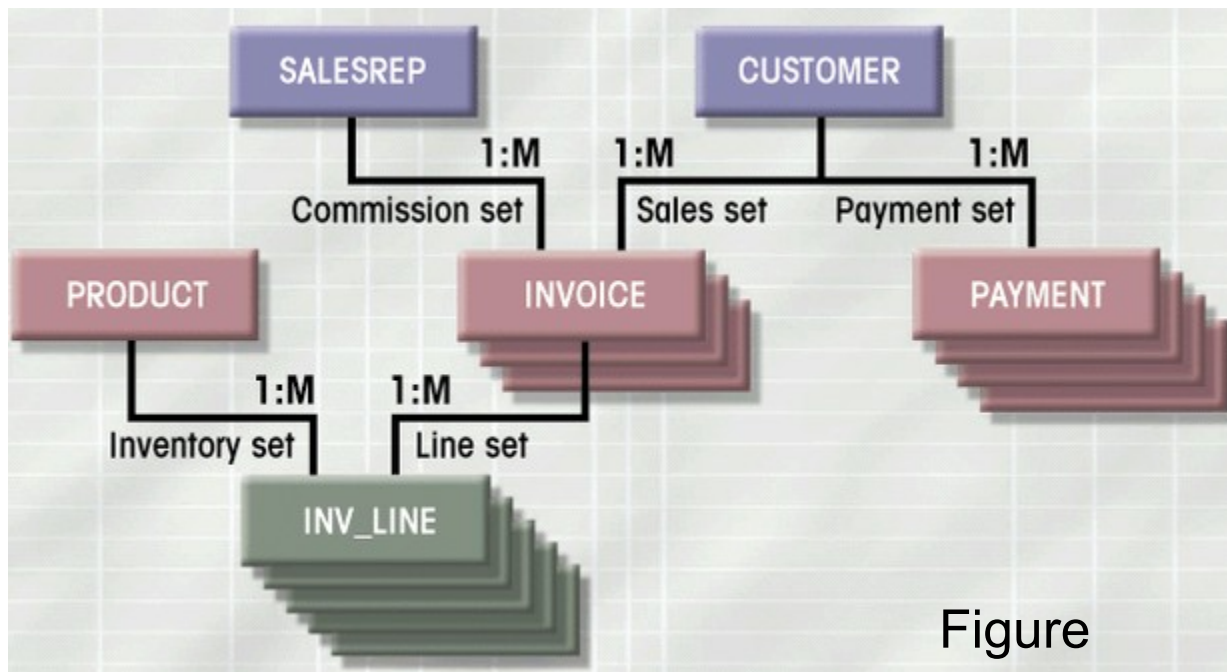 SALESREP
CUSTOMER
1:M
1:M
1:M
Commission set
Sales set
Payment set
PRODUCT
INVOICE
PAYMENT
1:M
1:M
Inventory set
Line set
INV_LINE
Figure